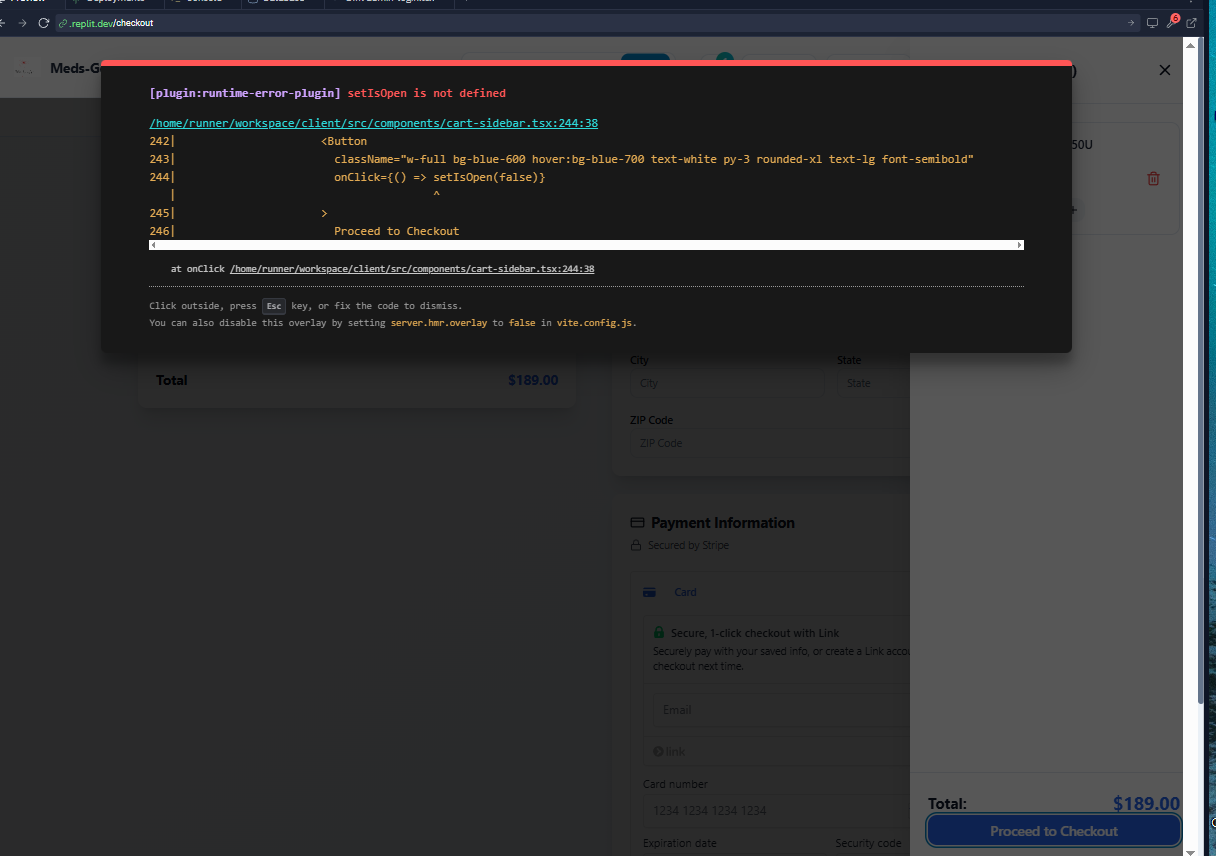 .replit.dev/checkout
6
Meds-G
[plugin:runtime-error-plugin] setIsOpen is not defined
/home/runner/workspace/client/src/components/cart-sidebar.tsx:244:38
242|                      <Button
243|                        className="w-full bg-blue-600 hover:bg-blue-700 text-white py-3 rounded-xl text-lg font-semibold"
244|                        onClick={() => setIsOpen(false)}
   |                                       ^
245|                      >
246|                        Proceed to Checkout
at onClick /home/runner/workspace/client/src/components/cart-sidebar.tsx:244:38
Click outside, press Esc key, or fix the code to dismiss.
You can also disable this overlay by setting server.hmr.overlay to false in vite.config.js.
)
50U
+
Total $189.00
City State
City State
ZIP Code
ZIP Code
Payment Information
Secured by Stripe
Card
Secure, 1-click checkout with Link
Securely pay with your saved info, or create a Link
checkout next time.
Email
link
Card number
1234 1234 1234 1234
Expiration date Security code
Total: $189.00
Proceed to Checkout